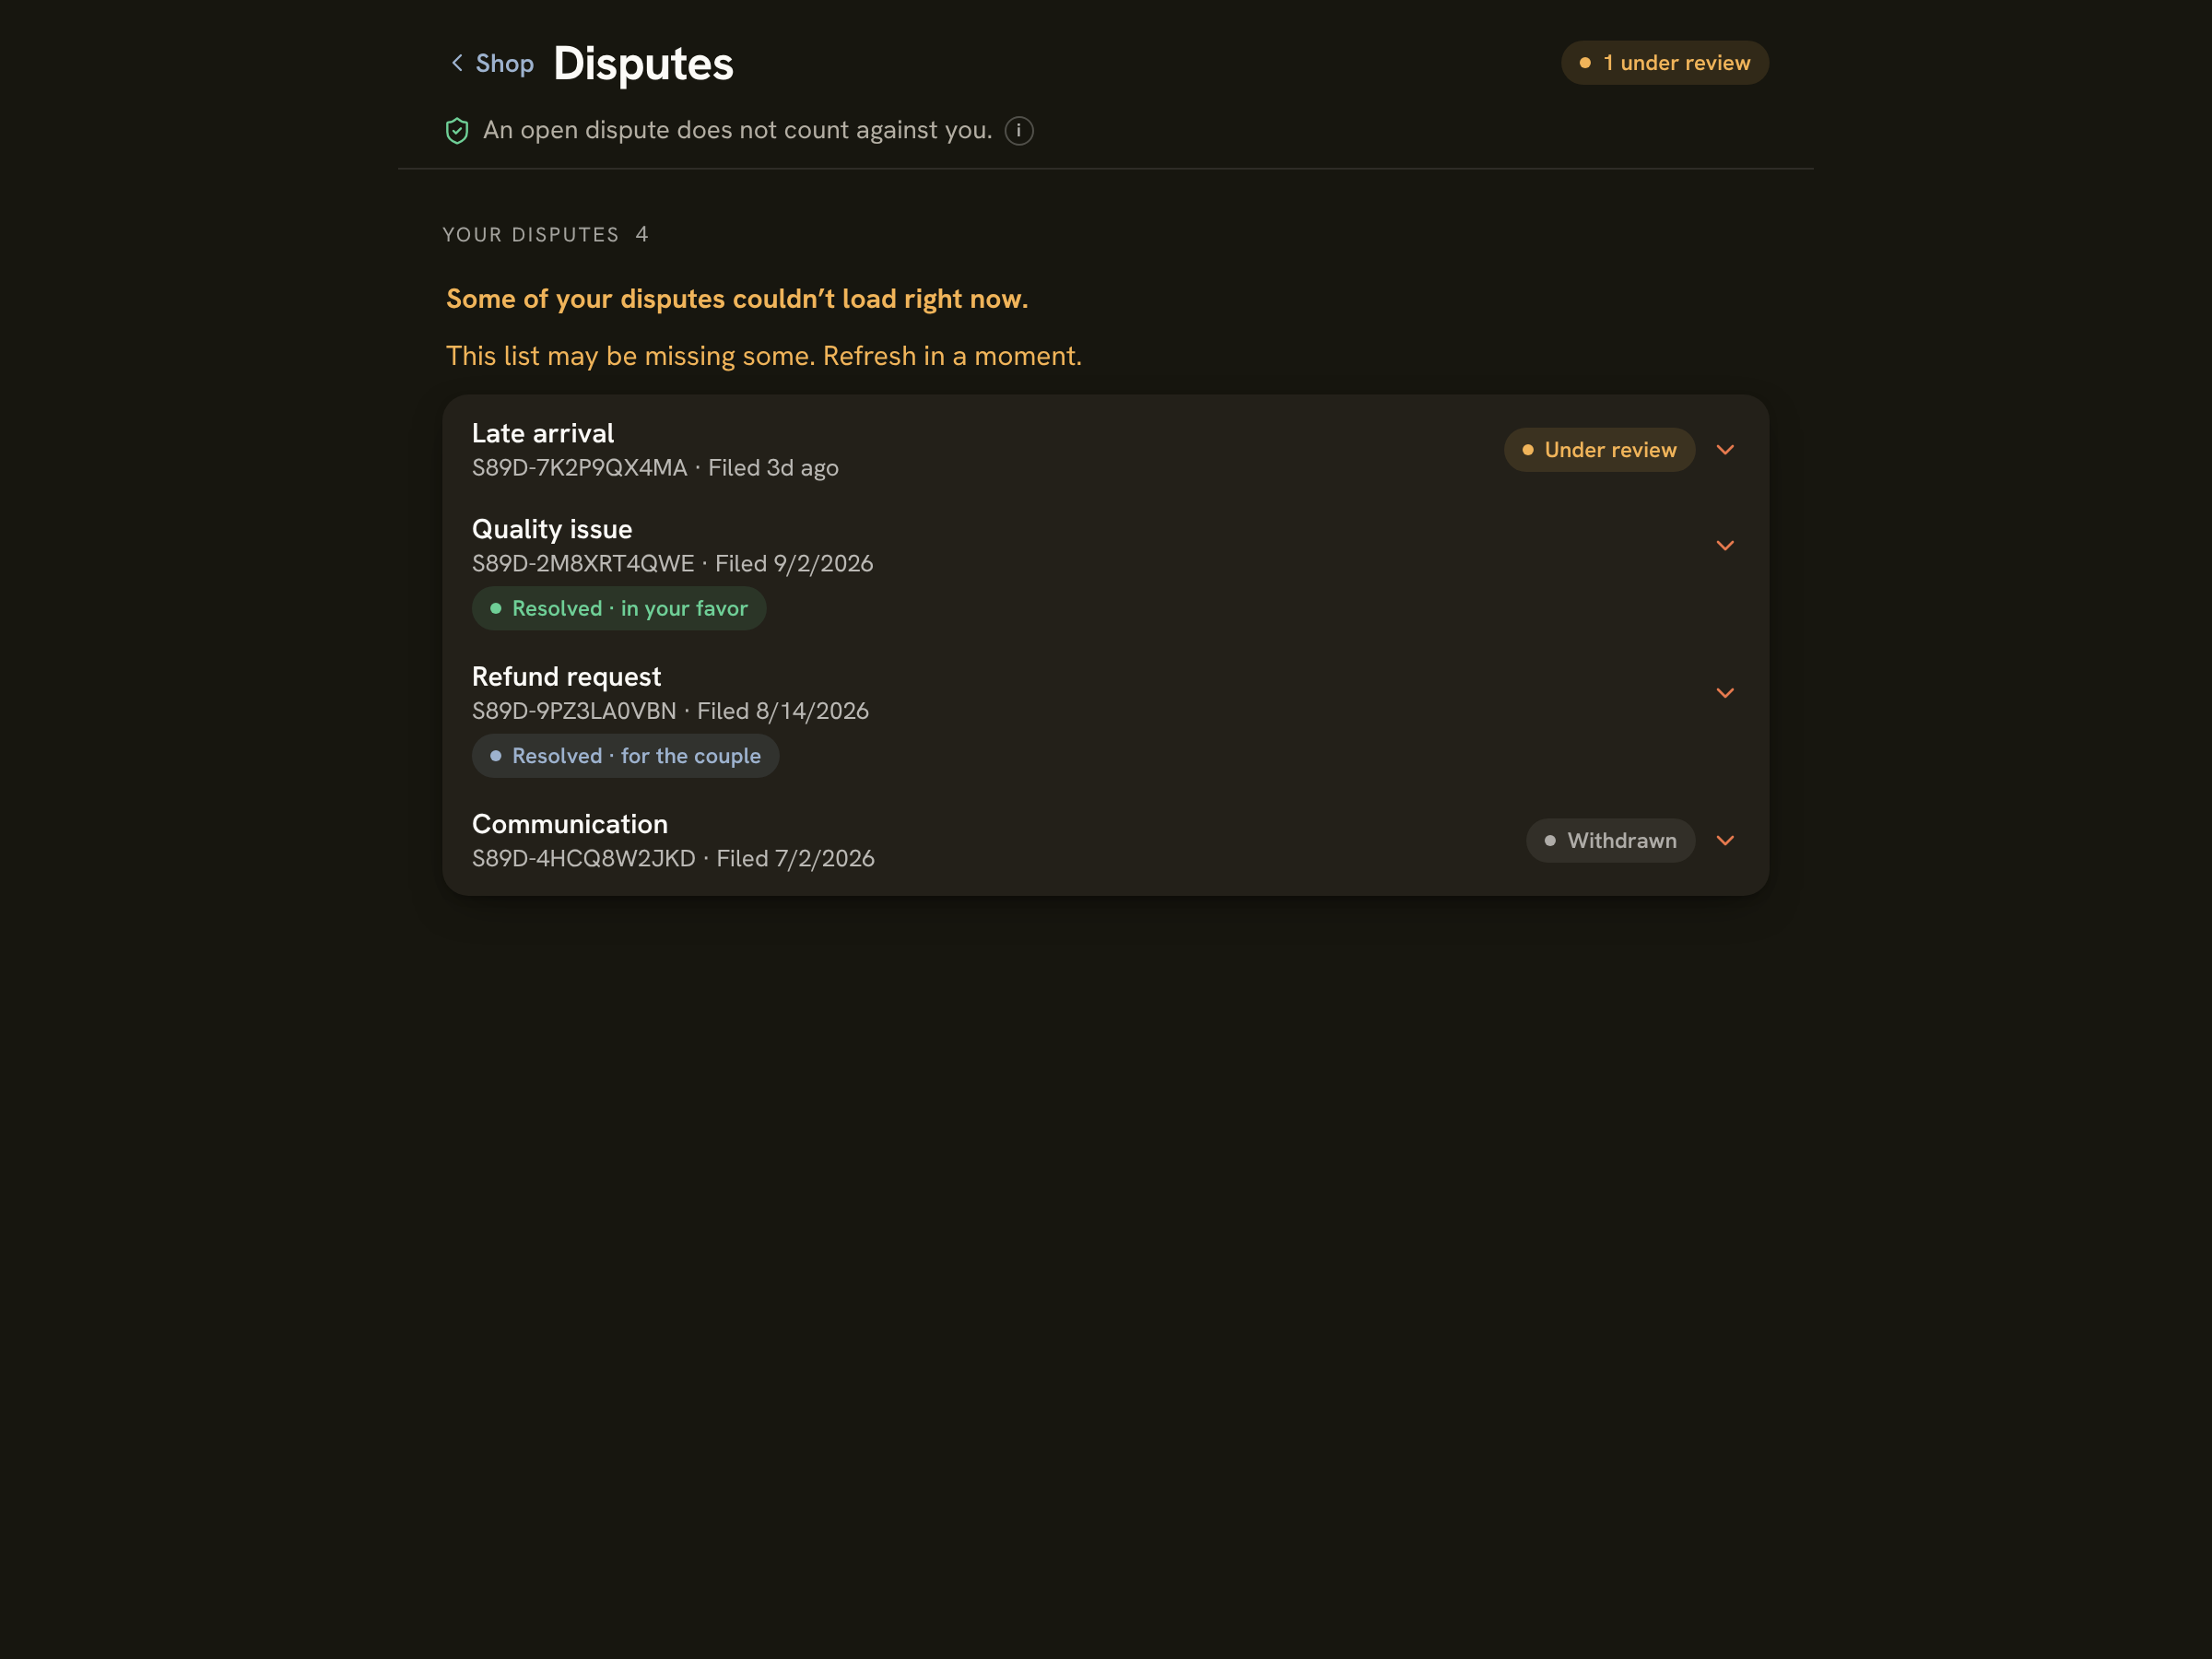 Shop Disputes
1 under review
An open dispute does not count against you.
YOUR DISPUTES 4
Some of your disputes couldn’t load right now.
This list may be missing some. Refresh in a moment.
Late arrival
S89D-7K2P9QX4MA · Filed 3d ago
Under review
Quality issue
S89D-2M8XRT4QWE · Filed 9/2/2026
Resolved · in your favor
Refund request
S89D-9PZ3LA0VBN · Filed 8/14/2026
Resolved · for the couple
Communication
S89D-4HCQ8W2JKD · Filed 7/2/2026
Withdrawn